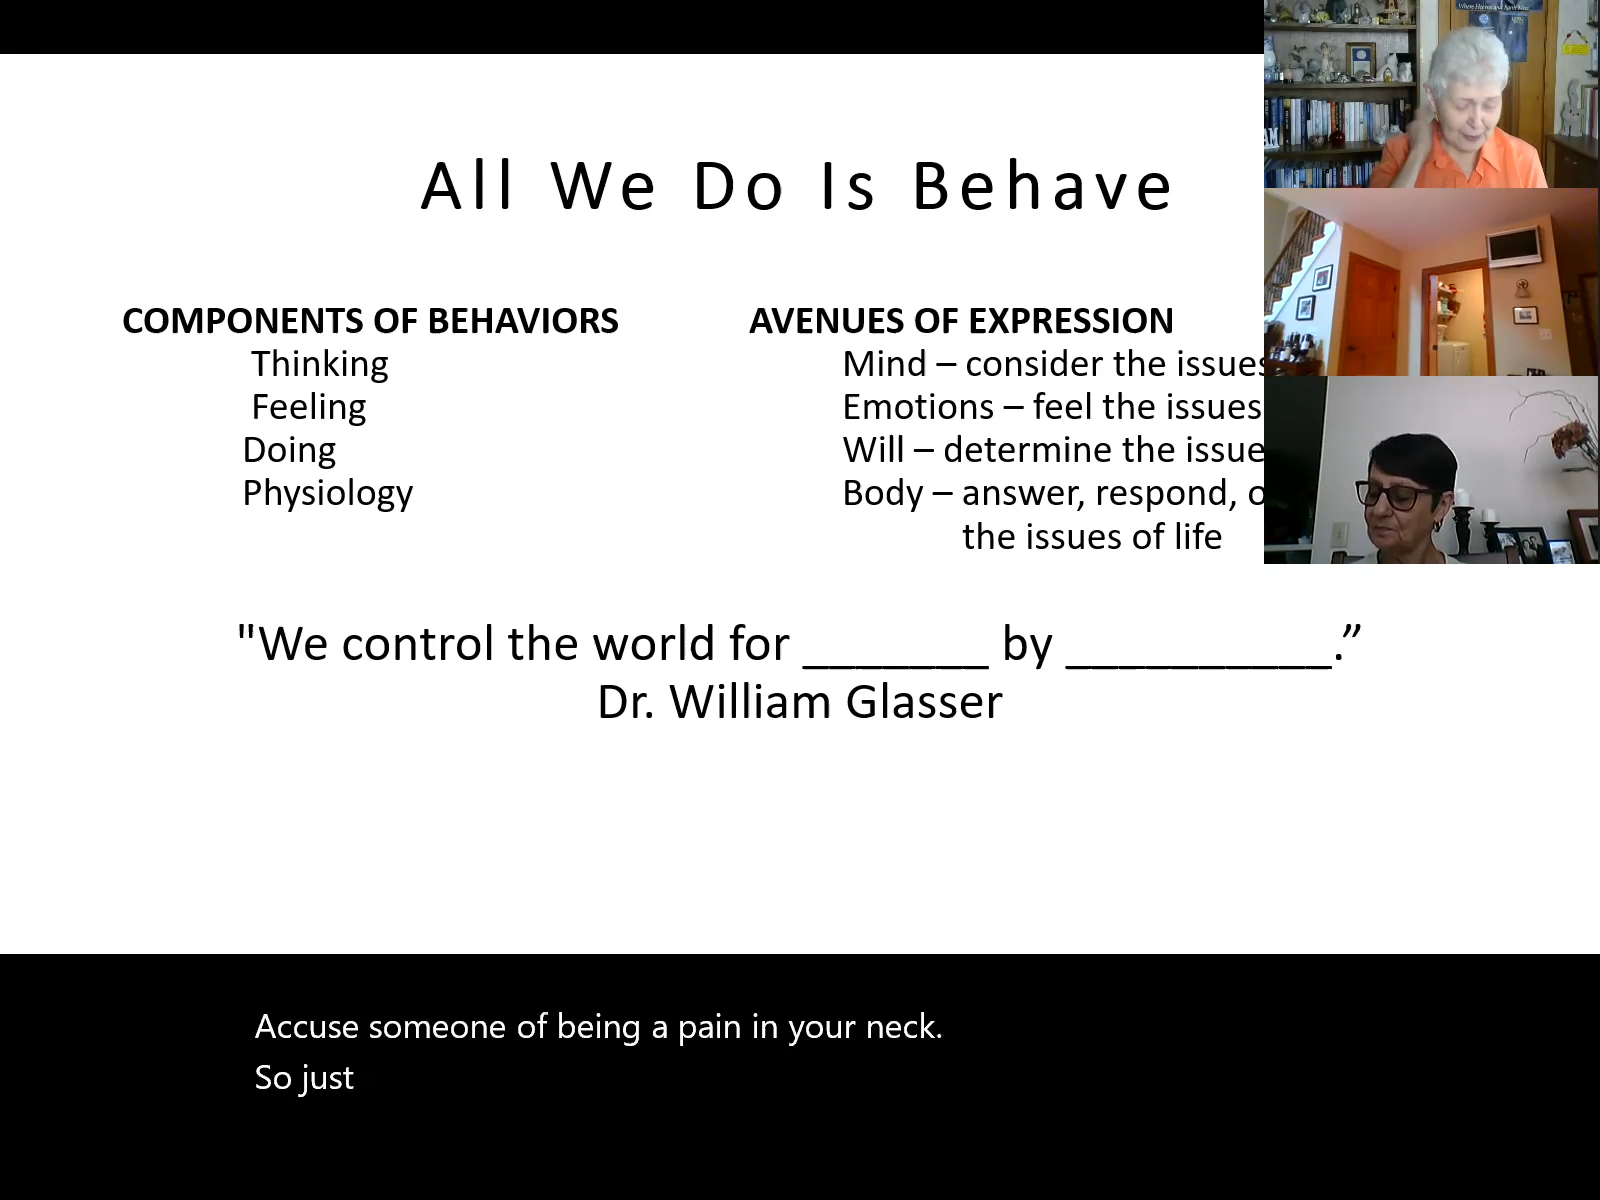 All We Do Is Behave
COMPONENTS OF BEHAVIORS
Thinking
Feeling
Doing
Physiology
AVENUES OF EXPRESSION
Mind – consider the issues
Emotions – feel the issues
Will – determine the issue
Body – answer, respond, o
the issues of life
"We control the world for _______ by __________.”
Dr. William Glasser
Accuse someone of being a pain in your neck.
So just